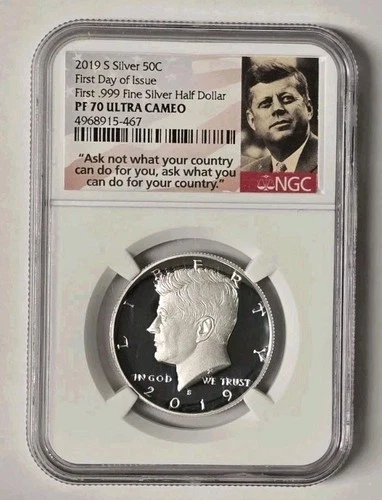 2019 S Silver 50C
First Day of Issue
First .999 Fine Silver Half Dollar
PF 70 ULTRA CAMEO
4968915-467
"Ask not what your country
can do for you, ask what you
can do for your country."
NGC
LIBERTY
IN GOD WE TRUST
2019